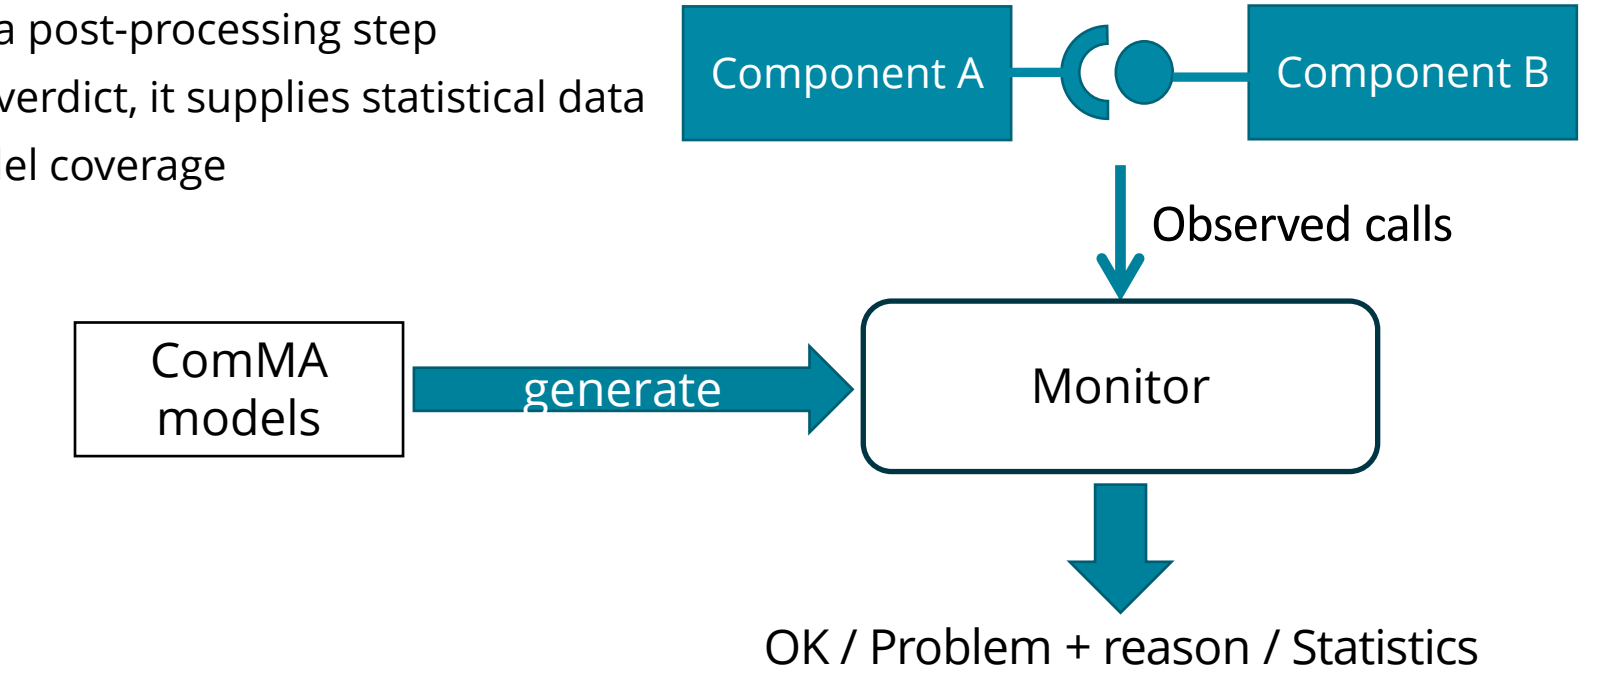 a post-processing step
verdict, it supplies statistical data
el coverage
Component A
Component B
Observed calls
ComMA
models
generate
Monitor
OK / Problem + reason / Statistics